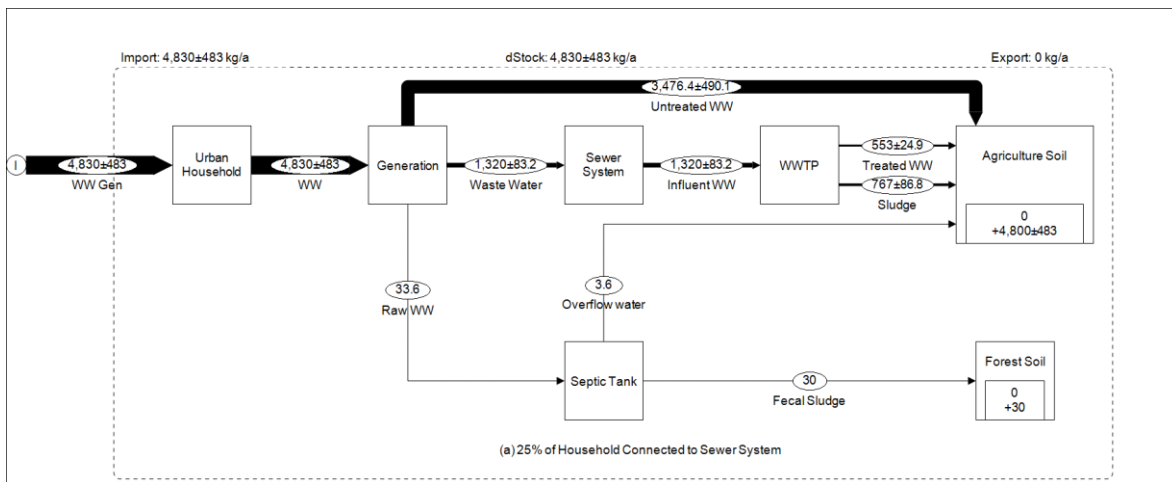 Import: 4,830±483 kg/a
dStock: 4,830±483 kg/a
Export: 0 kg/a
3,476.4±490.1
Untreated WW
I
4,830±483
WW Gen
Urban
Household
4,830±483
WW
Generation
1,320±83.2
Waste Water
Sewer
System
1,320±83.2
Influent WW
WWTP
553±24.9
Treated WW
767±86.8
Sludge
Agriculture Soil
0
+4,800±483
33.6
Raw WW
3.6
Overflow water
Septic Tank
30
Fecal Sludge
Forest Soil
0
+30
(a) 25% of Household Connected to Sewer System